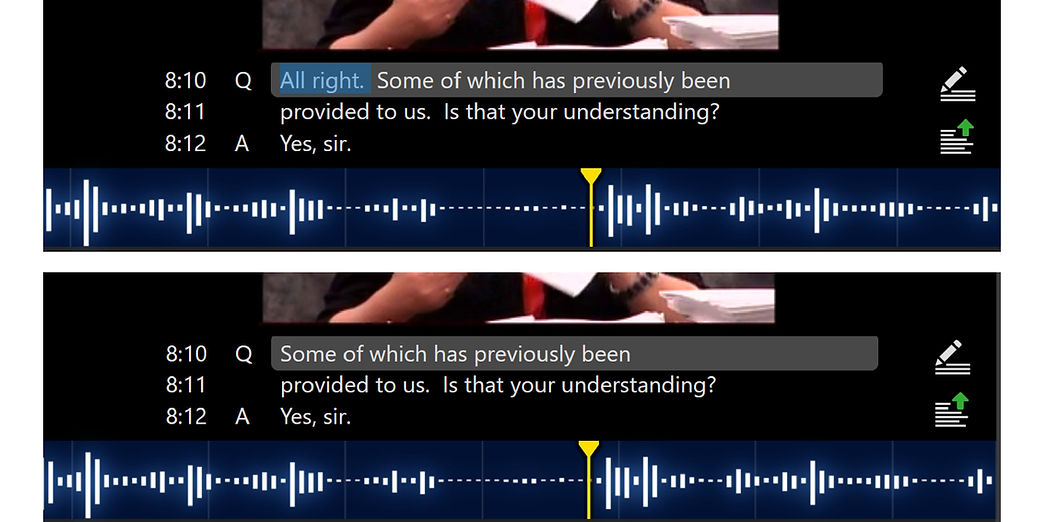 8:10 Q All right. Some of which has previously been
8:11 provided to us. Is that your understanding?
8:12 A Yes, sir.
8:10 Q Some of which has previously been
8:11 provided to us. Is that your understanding?
8:12 A Yes, sir.